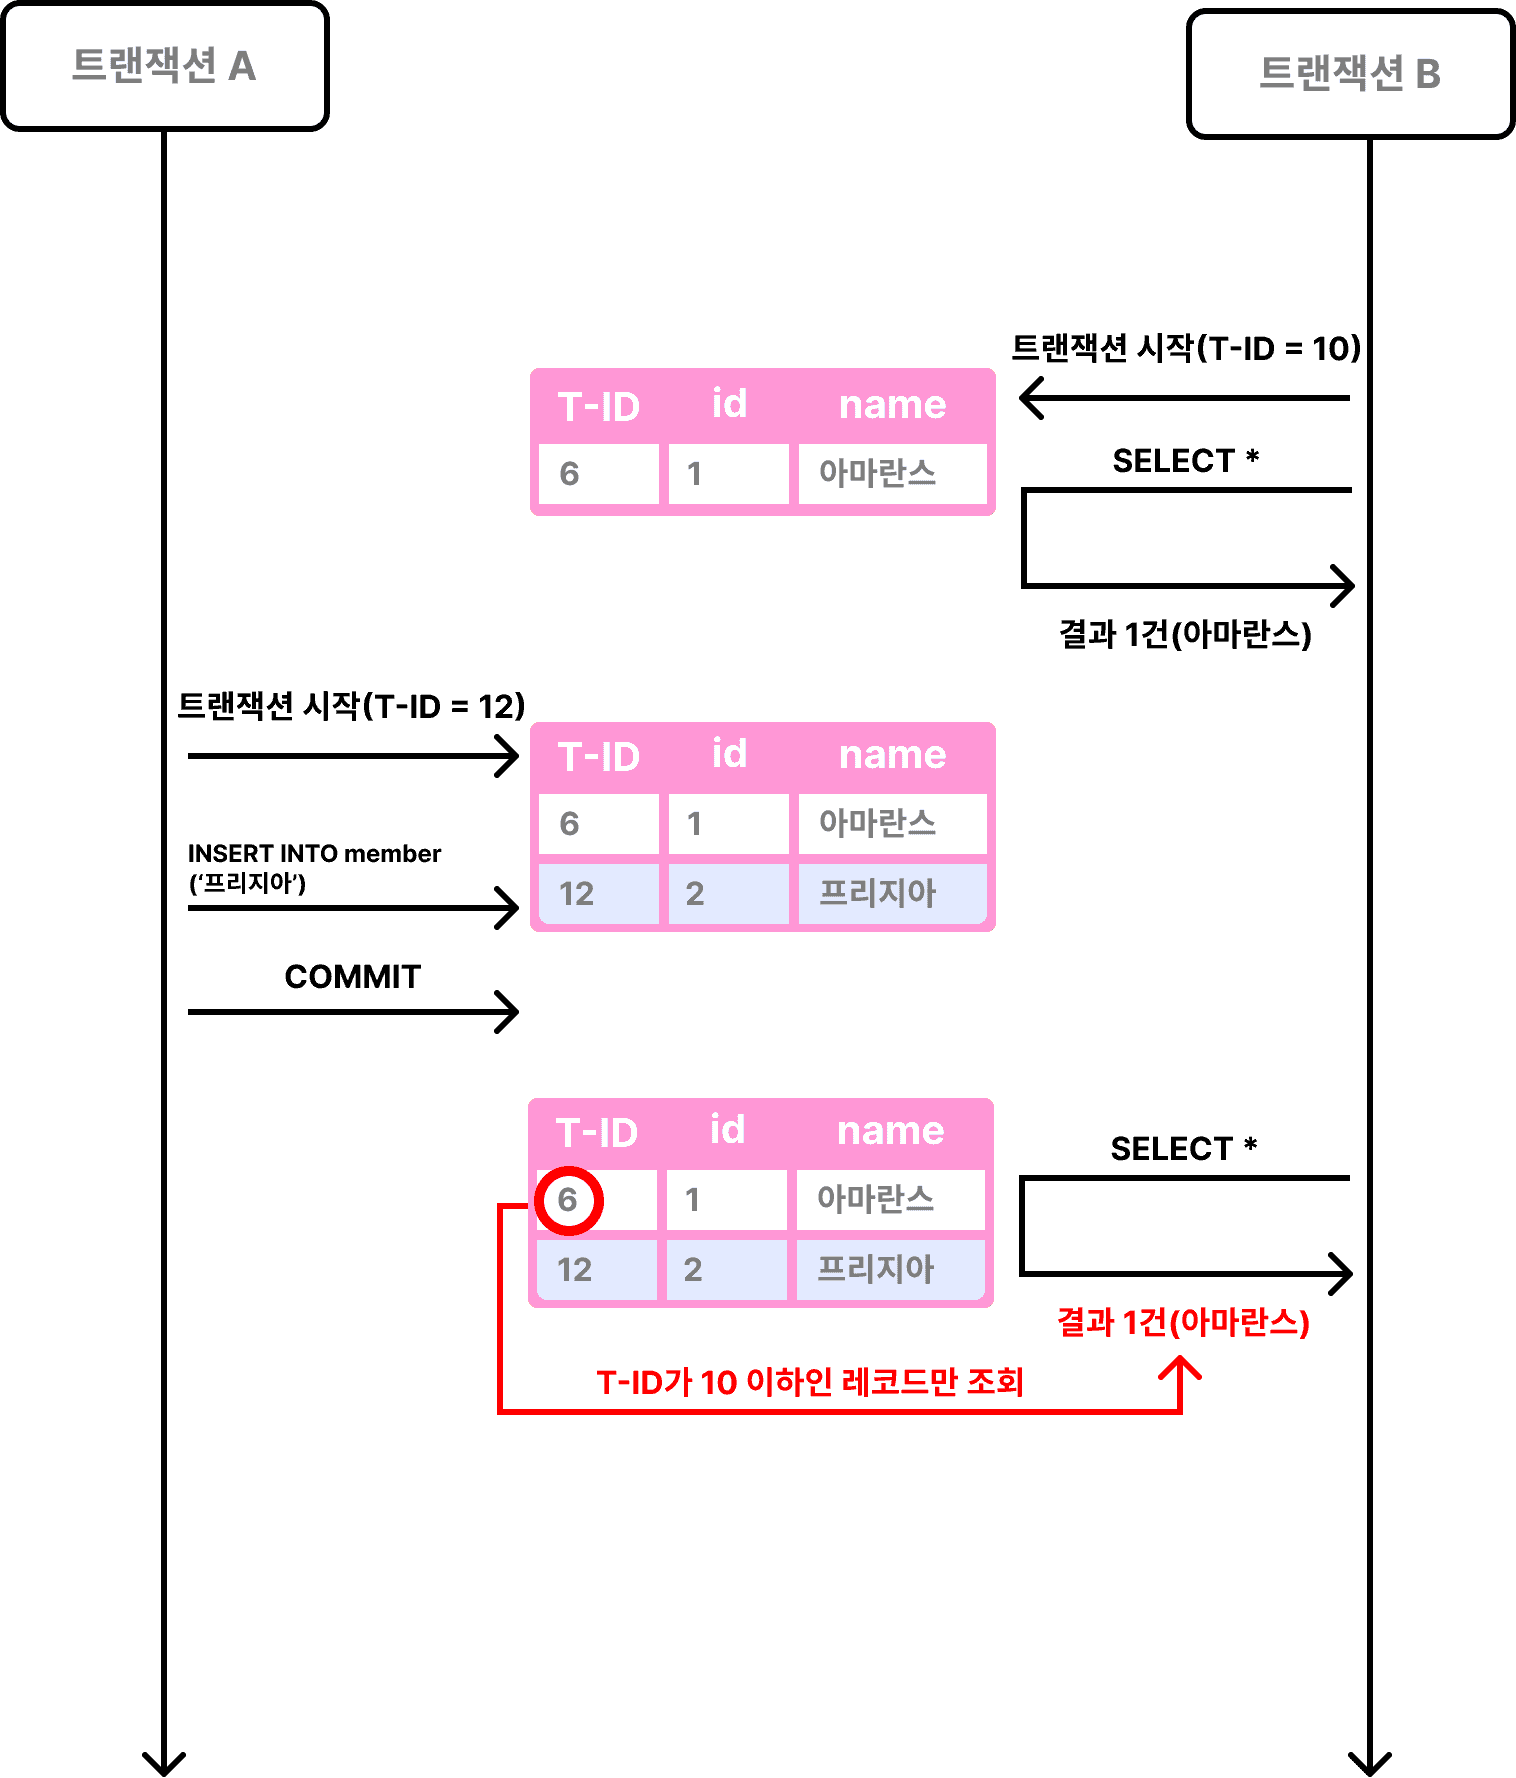 트랜잭션 A
트랜잭션 B
트랜잭션 시작(T-ID = 10)
T-ID id name
6 1 아마란스
SELECT *
결과 1건(아마란스)
트랜잭션 시작(T-ID = 12)
T-ID id name
6 1 아마란스
12 2 프리지아
INSERT INTO member
(‘프리지아’)
COMMIT
T-ID id name
6 1 아마란스
12 2 프리지아
SELECT *
결과 1건(아마란스)
T-ID가 10 이하인 레코드만 조회